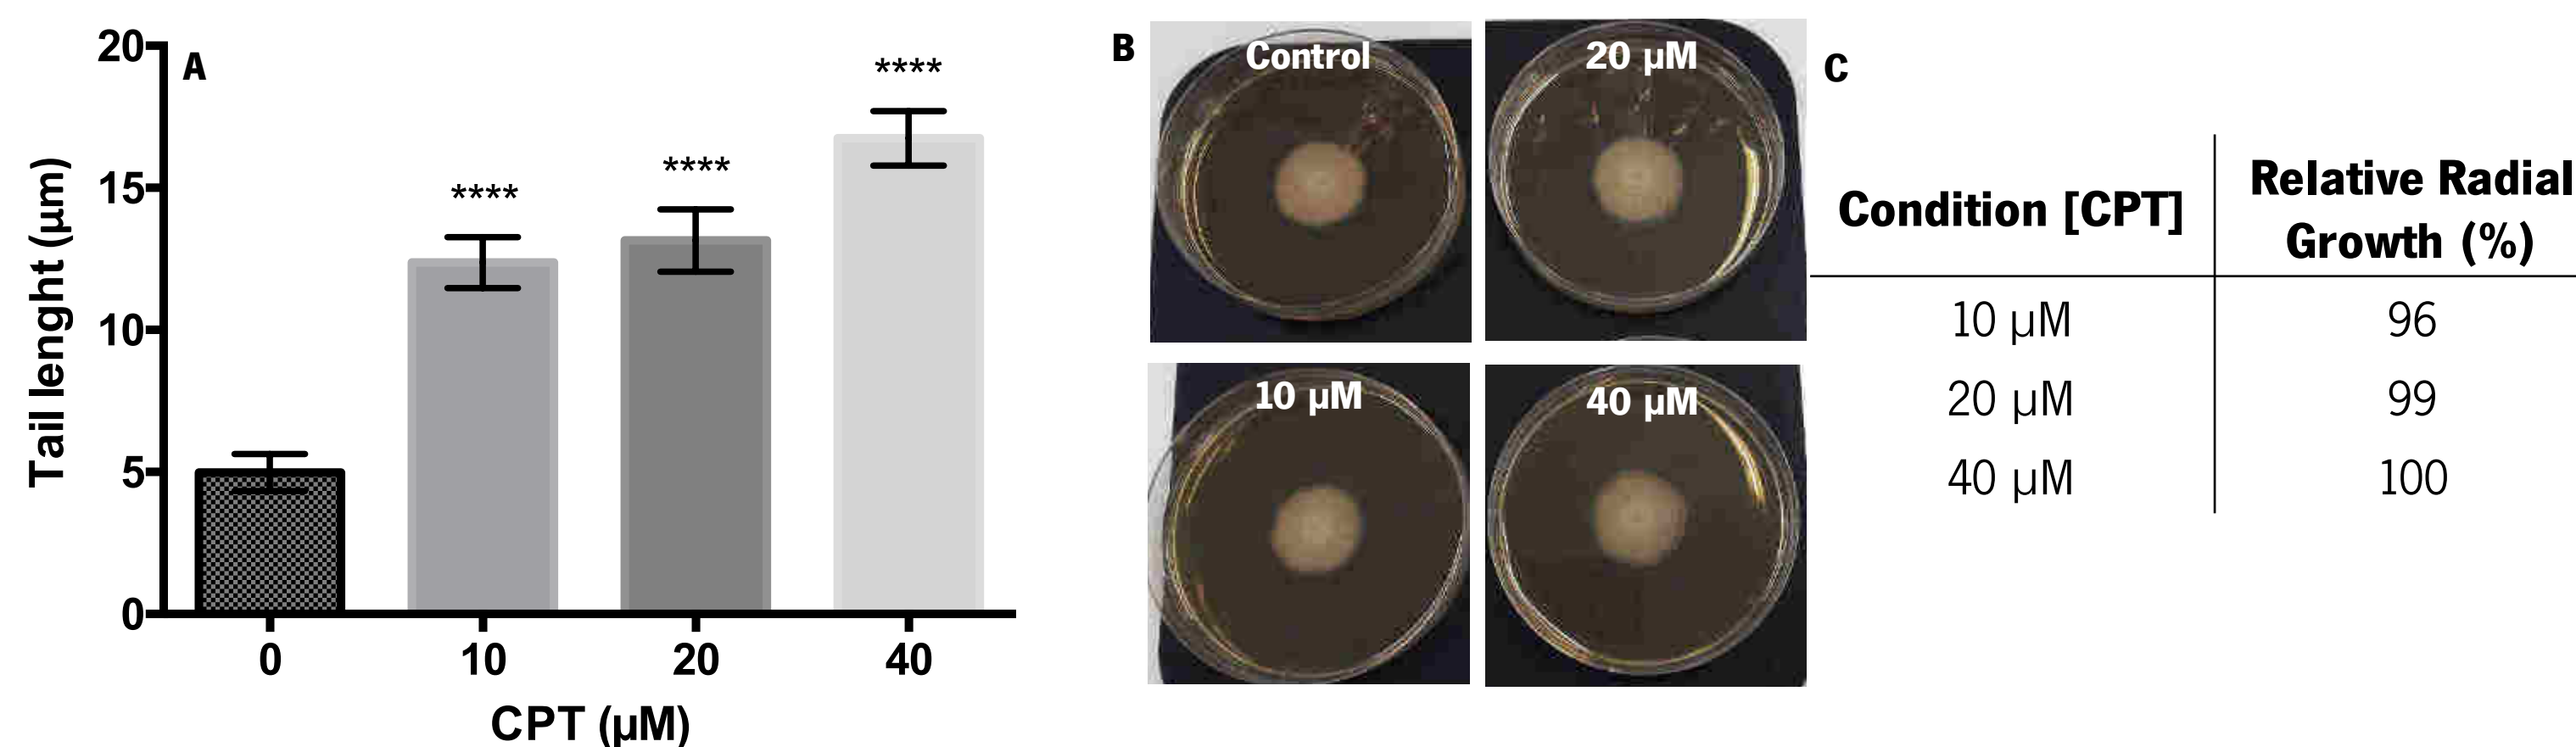 A
20
15
10
5
0
Tail lenght (µm)
****
****
****
0 10 20 40
CPT (µM)
B
Control
20 µM
10 µM
40 µM
C
Condition [CPT] Relative Radial
Growth (%)
10 µM 96
20 µM 99
40 µM 100